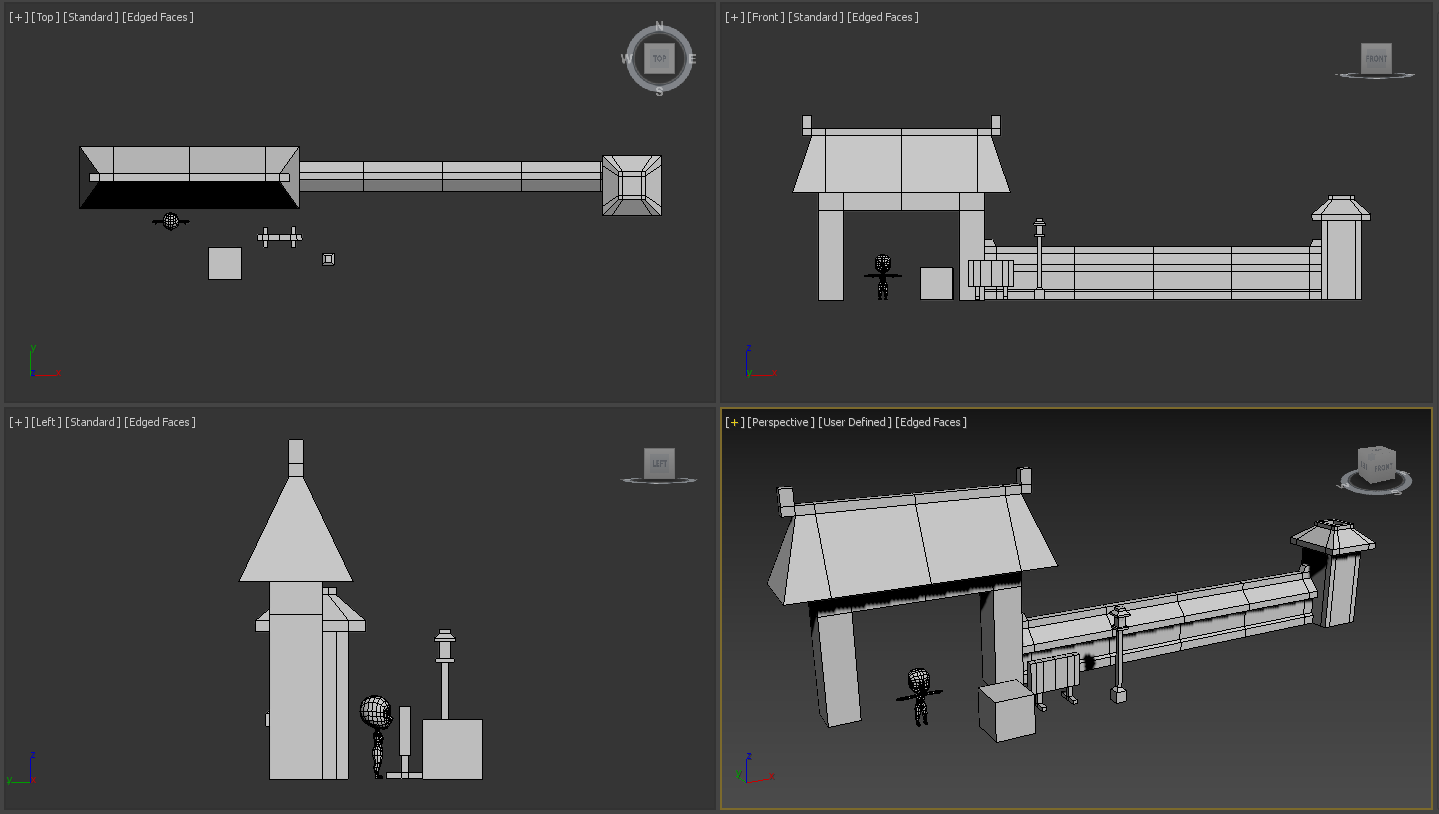 [+] [Top] [Standard] [Edged Faces]
N
W TOP E
S
y
z x
[+] [Front] [Standard] [Edged Faces]
FRONT
z
y x
[+] [Left] [Standard] [Edged Faces]
LEFT
z
y
[+] [Perspective] [User Defined] [Edged Faces]
FRONT
z
y x